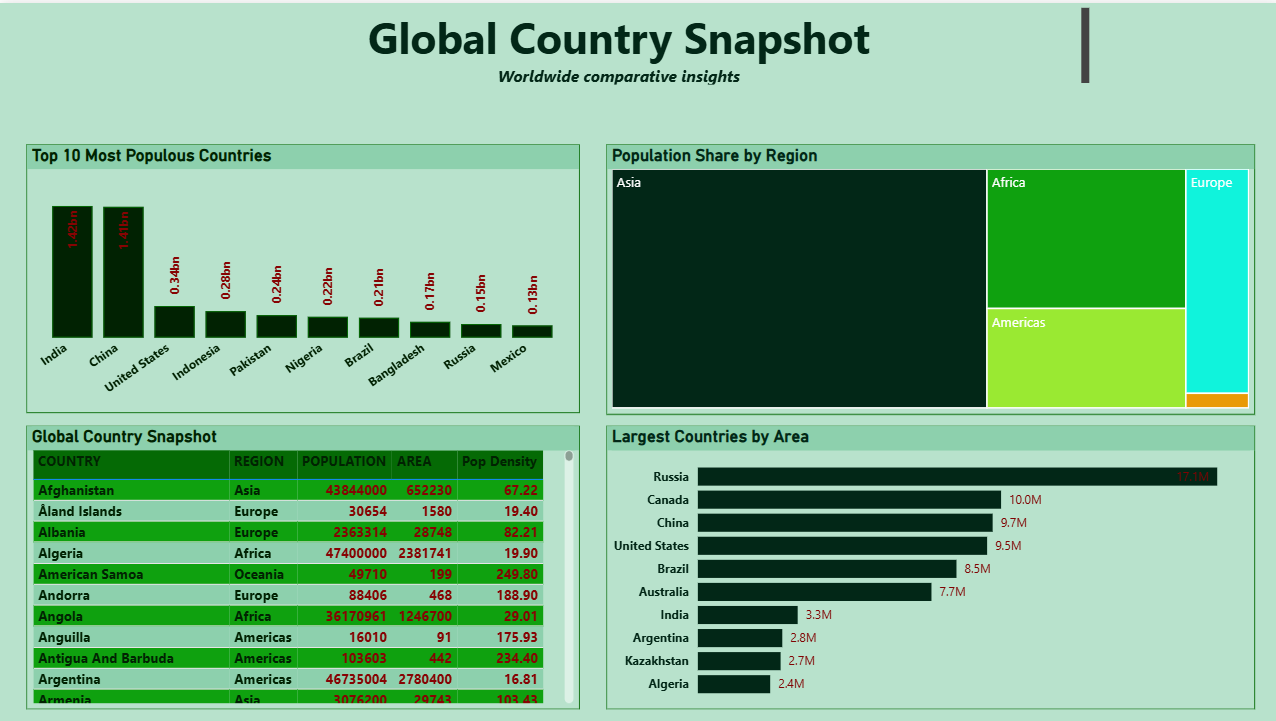 Global Country Snapshot
Worldwide comparative insights
Top 10 Most Populous Countries
1.42bn 1.41bn 0.34bn 0.28bn 0.24bn 0.22bn 0.21bn 0.17bn 0.15bn 0.13bn
India China United States Indonesia Pakistan Nigeria Brazil Bangladesh Russia Mexico
Population Share by Region
Asia Africa Europe
Americas
Global Country Snapshot
COUNTRY REGION POPULATION AREA Pop Density
Afghanistan Asia 43844000 652230 67.22
Åland Islands Europe 30654 1580 19.40
Albania Europe 2363314 28748 82.21
Algeria Africa 47400000 2381741 19.90
American Samoa Oceania 49710 199 249.80
Andorra Europe 88406 468 188.90
Angola Africa 36170961 1246700 29.01
Anguilla Americas 16010 91 175.93
Antigua And Barbuda Americas 103603 442 234.40
Argentina Americas 46735004 2780400 16.81
Armenia Asia 3076200 29743 103.43
Largest Countries by Area
Russia 17.1M
Canada 10.0M
China 9.7M
United States 9.5M
Brazil 8.5M
Australia 7.7M
India 3.3M
Argentina 2.8M
Kazakhstan 2.7M
Algeria 2.4M